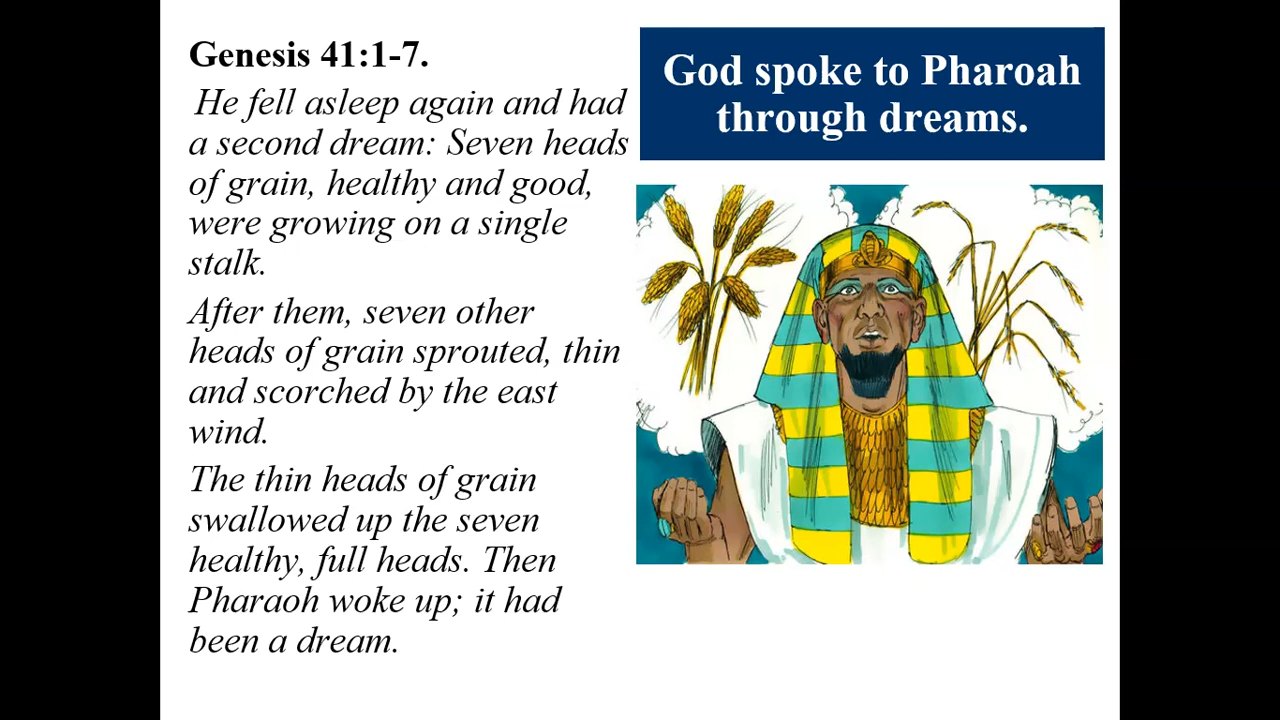 Genesis 41:1-7.
He fell asleep again and had
a second dream: Seven heads
of grain, healthy and good,
were growing on a single
stalk.
After them, seven other
heads of grain sprouted, thin
and scorched by the east
wind.
The thin heads of grain
swallowed up the seven
healthy, full heads. Then
Pharaoh woke up; it had
been a dream.
God spoke to Pharoah
through dreams.